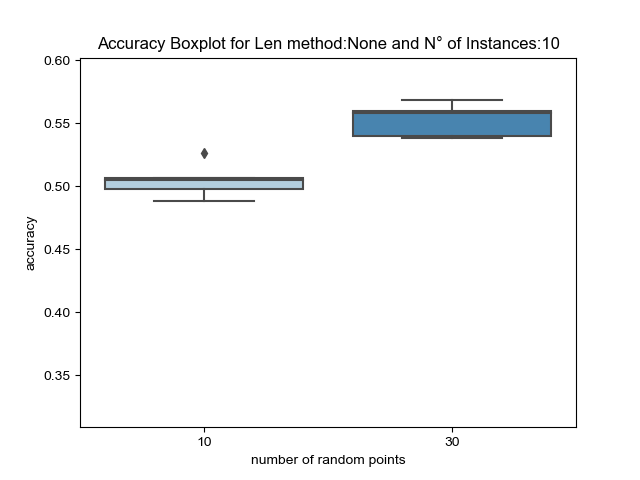 Accuracy Boxplot for Len method:None and N° of Instances:10
0.60
0.55
0.50
0.45
0.40
0.35
accuracy
10 30
number of random points